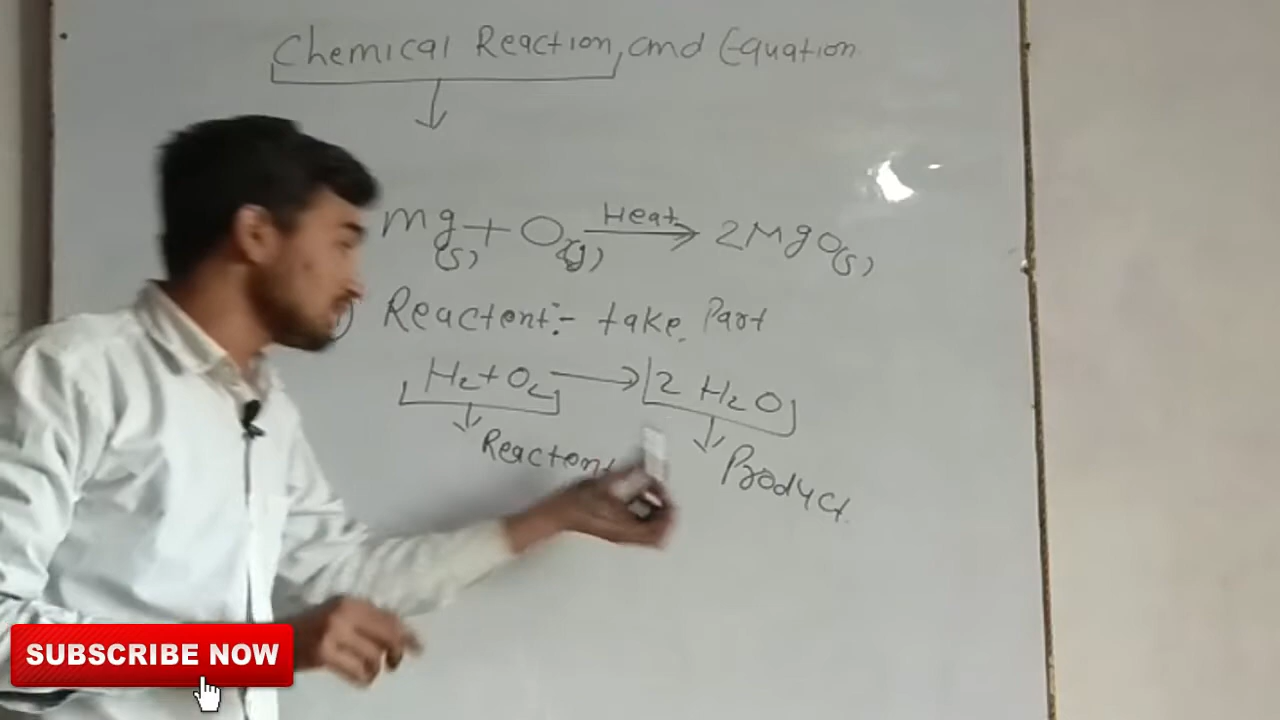 Chemical Reaction, and Equation
Mg(s) + O2(g) Heat → 2MgO(s)
Reactent:- take Part
H2 + O2 → 2 H2O
Reactent
Product
SUBSCRIBE NOW